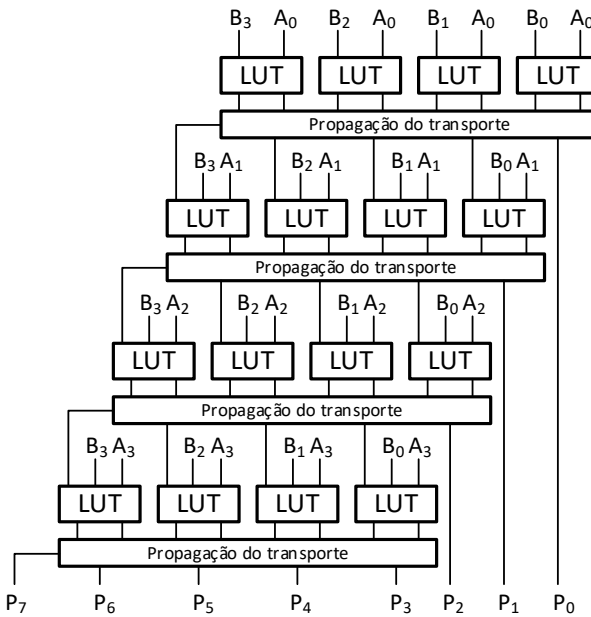 B₃ A₀ B₂ A₀ B₁ A₀ B₀ A₀
LUT LUT LUT LUT
Propagação do transporte
B₃ A₁ B₂ A₁ B₁ A₁ B₀ A₁
LUT LUT LUT LUT
Propagação do transporte
B₃ A₂ B₂ A₂ B₁ A₂ B₀ A₂
LUT LUT LUT LUT
Propagação do transporte
B₃ A₃ B₂ A₃ B₁ A₃ B₀ A₃
LUT LUT LUT LUT
Propagação do transporte
P₇ P₆ P₅ P₄ P₃ P₂ P₁ P₀